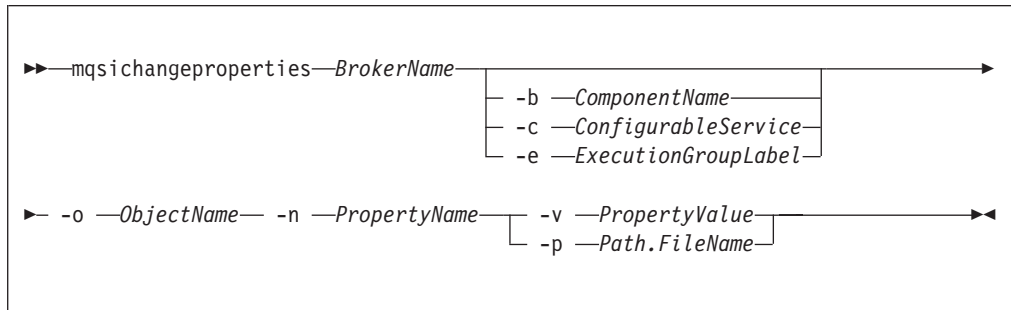 mqsichangeproperties BrokerName
-b ComponentName
-c ConfigurableService
-e ExecutionGroupLabel
-o ObjectName -n PropertyName -v PropertyValue
-p Path.FileName